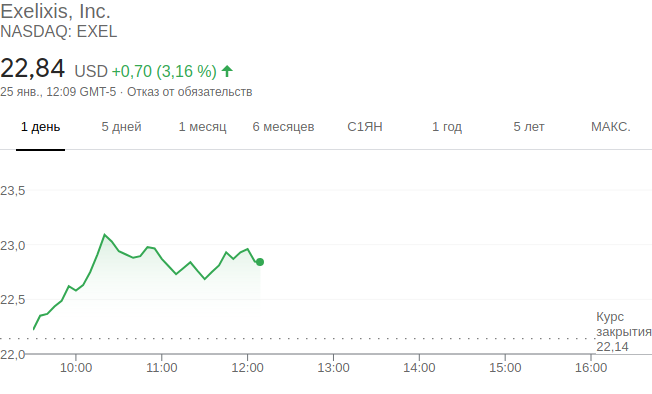 Exelixis, Inc.
NASDAQ: EXEL
22,84 USD +0,70 (3,16 %)
25 янв., 12:09 GMT-5 · Отказ от обязательств
1 день 5 дней 1 месяц 6 месяцев С1ЯН 1 год 5 лет МАКС.
23,5
23,0
22,5
Курс
закрытия
22,14
22,0
10:00 11:00 12:00 13:00 14:00 15:00 16:00